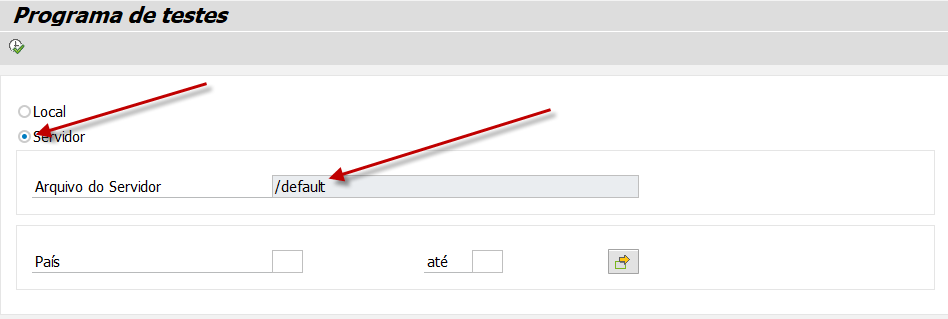 Programa de testes
Local
Servidor
Arquivo do Servidor /default
País até